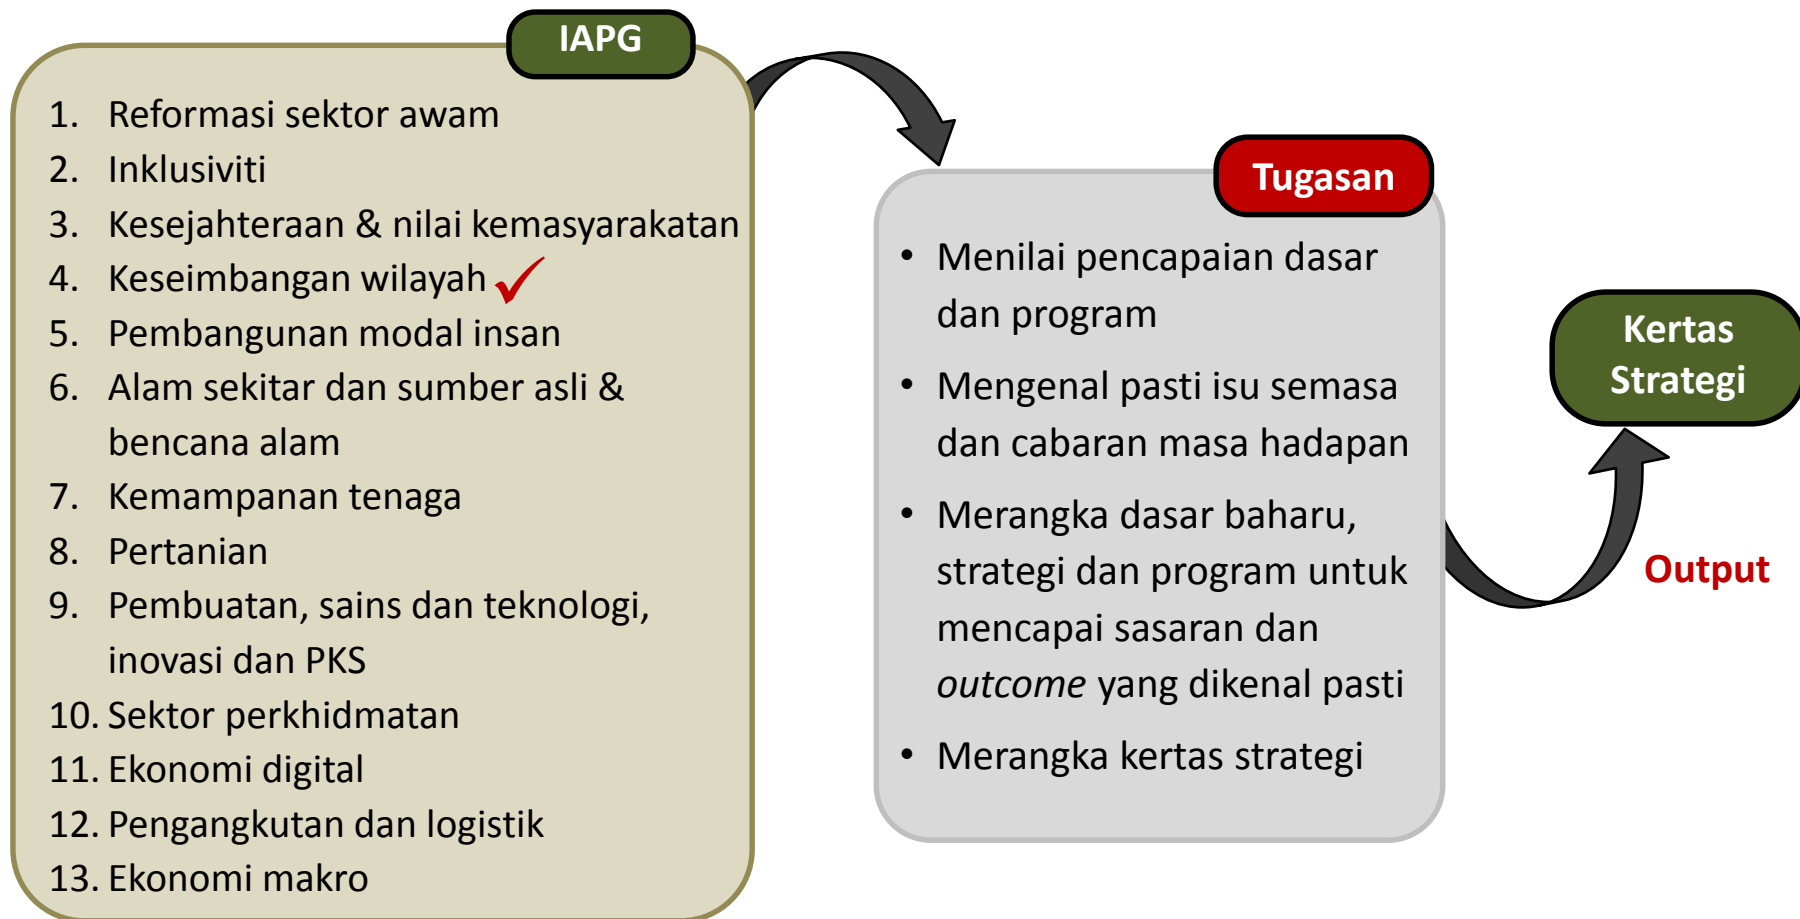 IAPG
1. Reformasi sektor awam
2. Inklusiviti
3. Kesejahteraan & nilai kemasyarakatan
4. Keseimbangan wilayah
5. Pembangunan modal insan
6. Alam sekitar dan sumber asli &
bencana alam
7. Kemampanan tenaga
8. Pertanian
9. Pembuatan, sains dan teknologi,
inovasi dan PKS
10. Sektor perkhidmatan
11. Ekonomi digital
12. Pengangkutan dan logistik
13. Ekonomi makro
Tugasan
• Menilai pencapaian dasar
dan program
• Mengenal pasti isu semasa
dan cabaran masa hadapan
• Merangka dasar baharu,
strategi dan program untuk
mencapai sasaran dan
outcome yang dikenal pasti
• Merangka kertas strategi
Kertas
Strategi
Output